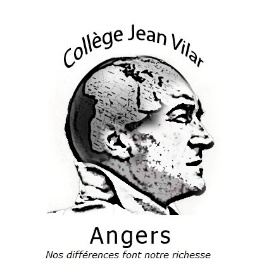 Collège Jean Vilar
Angers
Nos différences font notre richesse